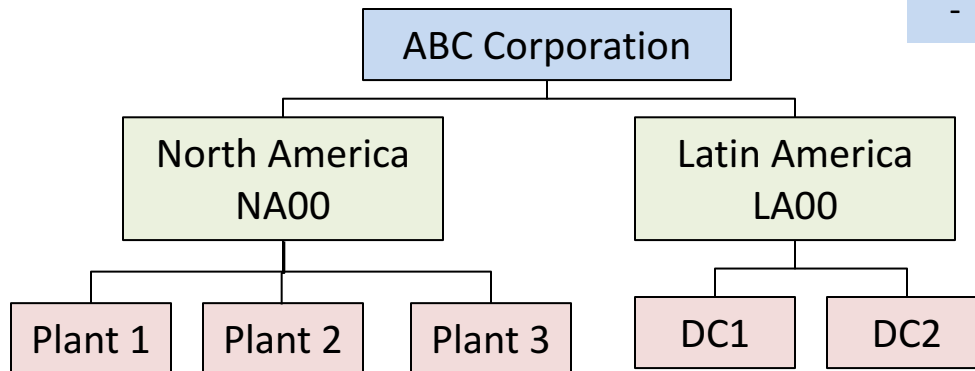 -
ABC Corporation
North America
NA00
Latin America
LA00
Plant 1
Plant 2
Plant 3
DC1
DC2